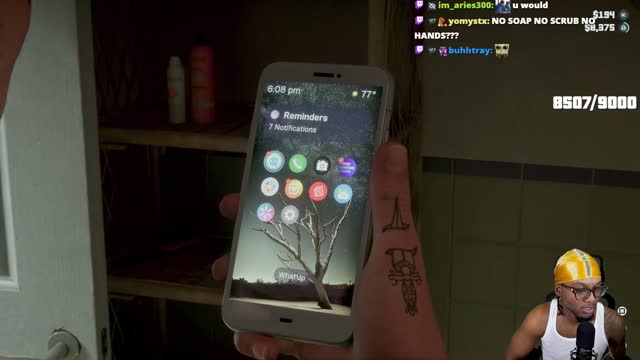 im_aries300: u would
yomystx: NO SOAP NO SCRUB NO
HANDS???
buhhtray:
$194
$8,375
8507/9000
6:08 pm
77°
Reminders
7 Notifications
WhatUp